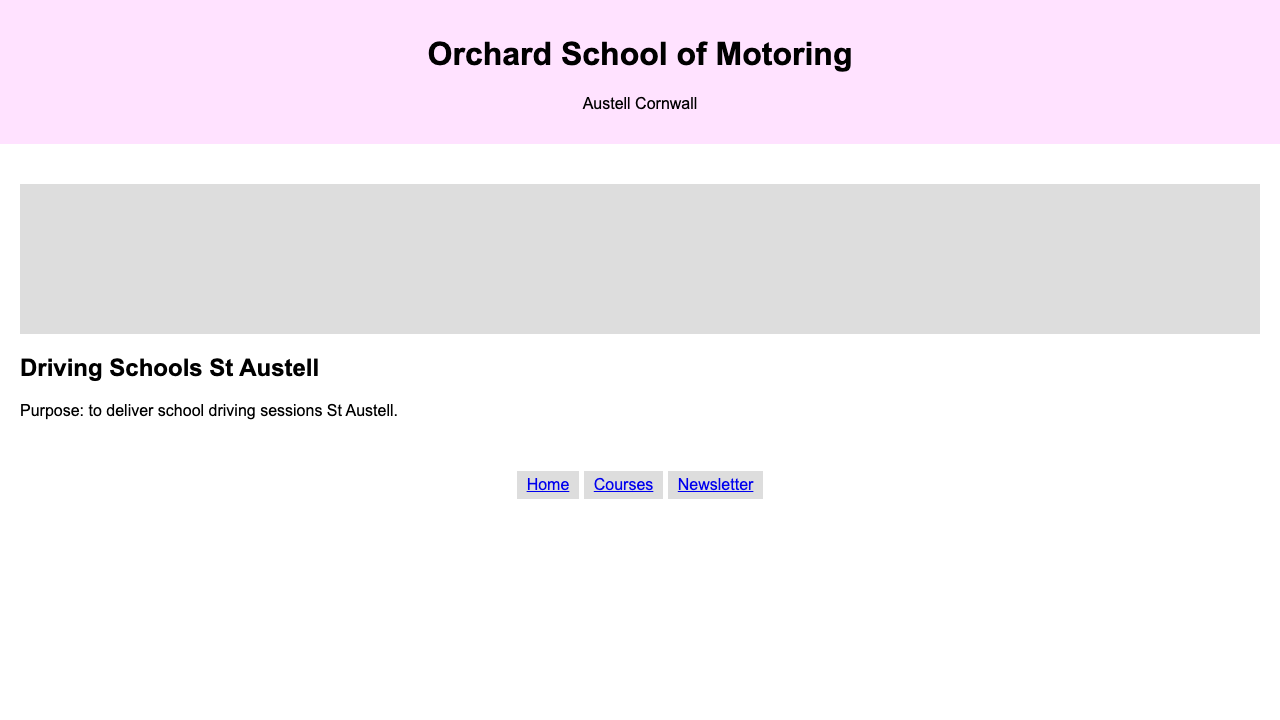 Orchard School of Motoring
Austell Cornwall
Driving Schools St Austell
Purpose: to deliver school driving sessions St Austell.
Home Courses Newsletter